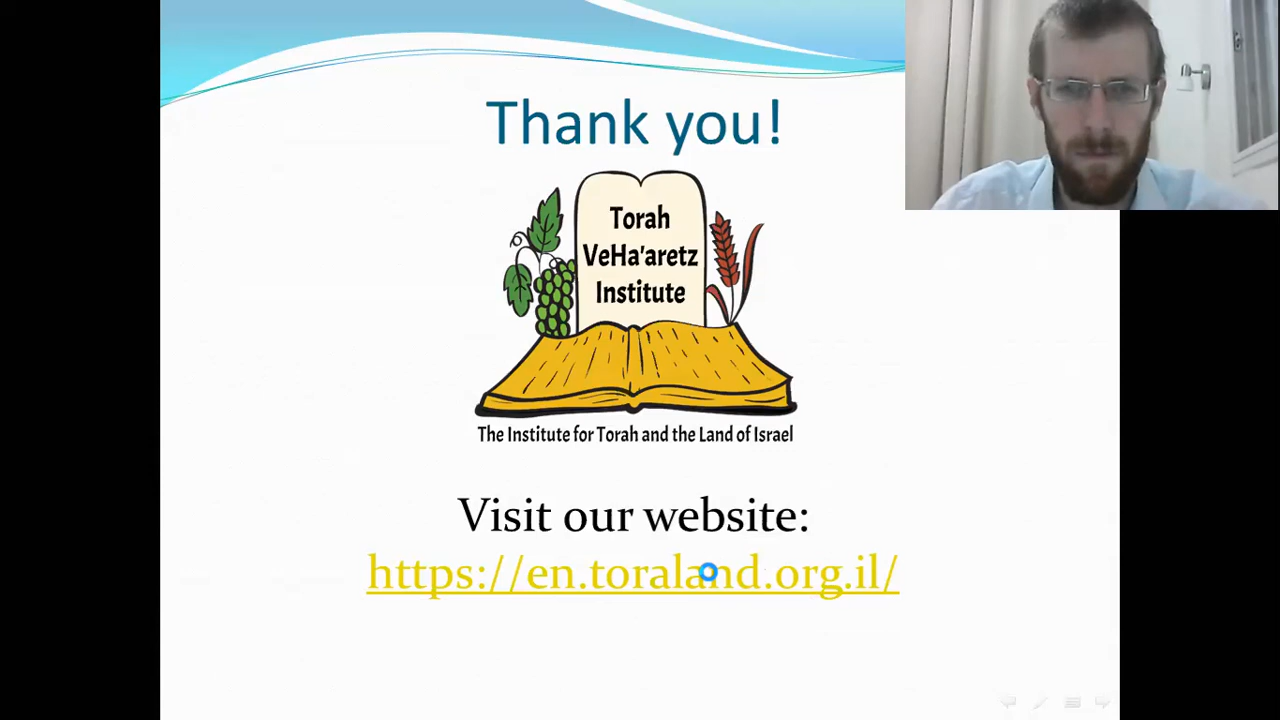 Thank you!
Torah
VeHa'aretz
Institute
The Institute for Torah and the Land of Israel
Visit our website:
https://en.toraland.org.il/